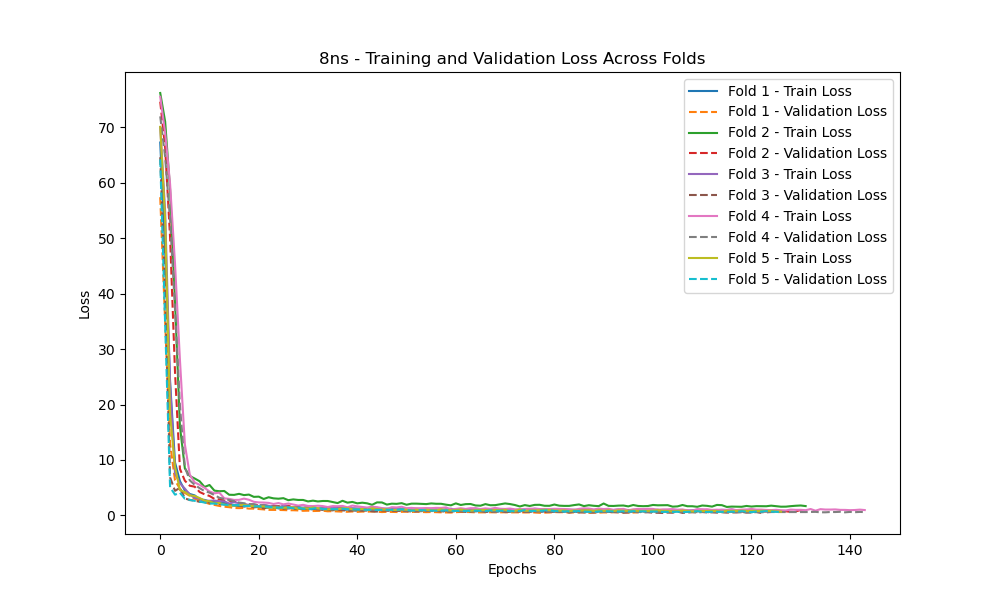 8ns - Training and Validation Loss Across Folds
Fold 1 - Train Loss
Fold 1 - Validation Loss
Fold 2 - Train Loss
Fold 2 - Validation Loss
Fold 3 - Train Loss
Fold 3 - Validation Loss
Fold 4 - Train Loss
Fold 4 - Validation Loss
Fold 5 - Train Loss
Fold 5 - Validation Loss
Loss
70
60
50
40
30
20
10
0
0 20 40 60 80 100 120 140
Epochs